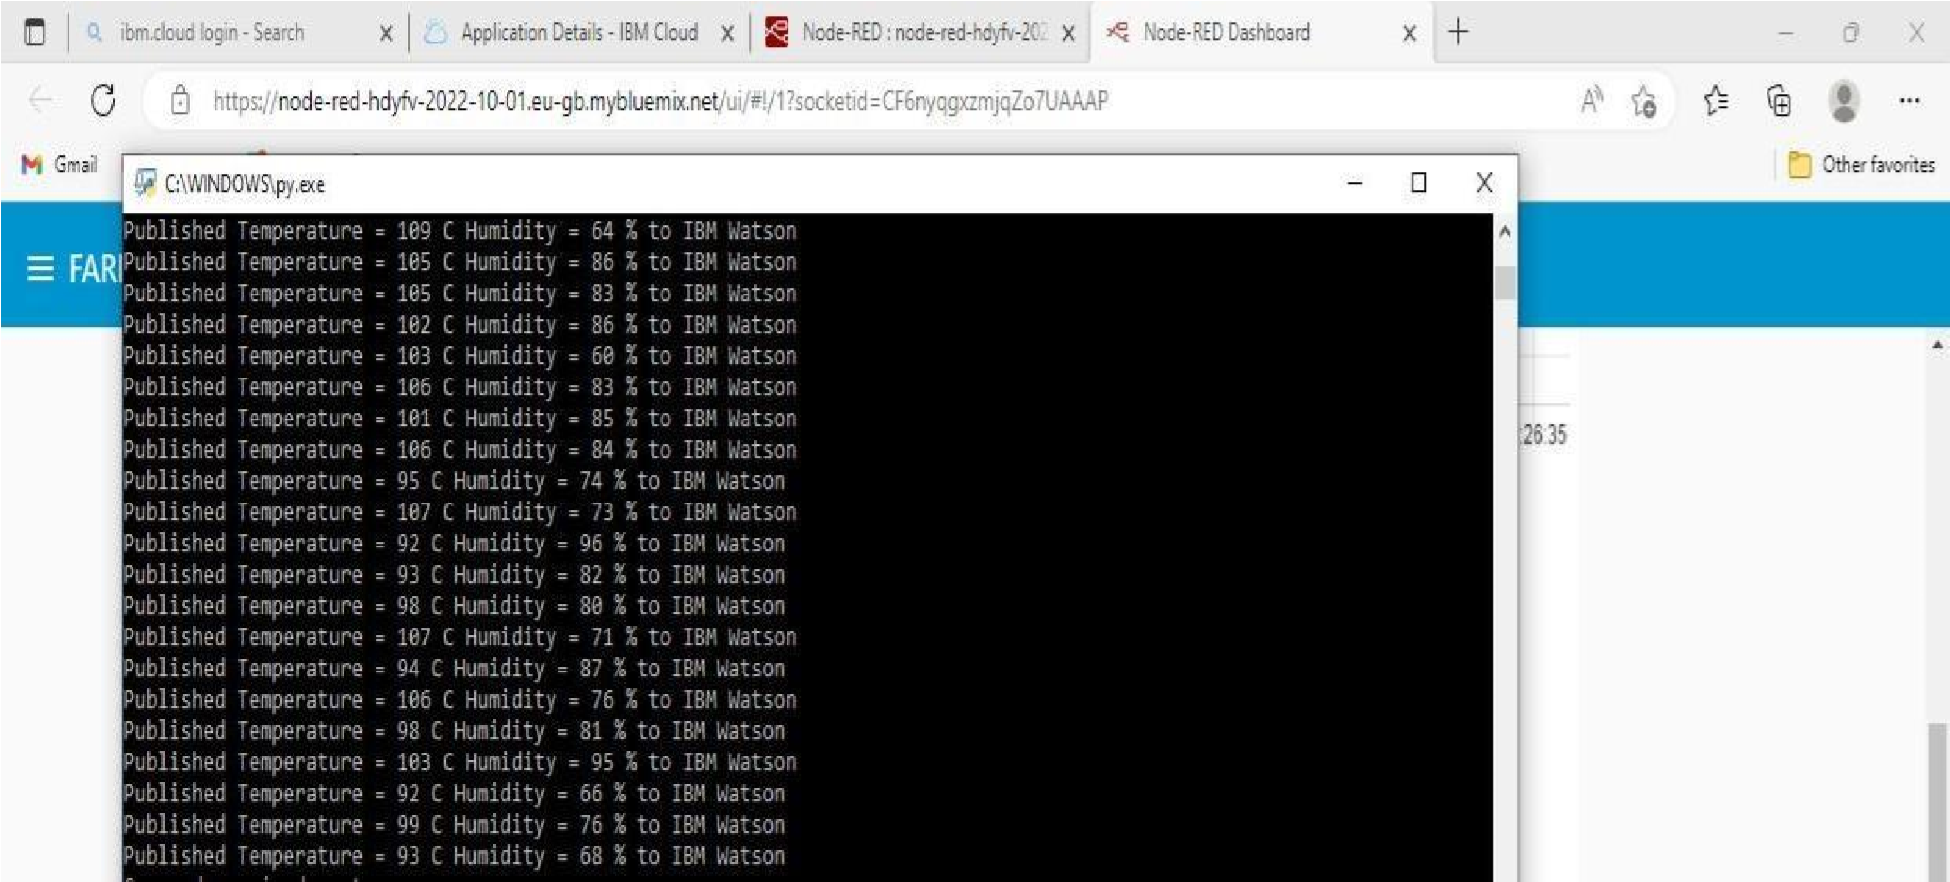 ibm.cloud login - Search
Application Details - IBM Cloud
Node-RED : node-red-hdyfv-202
Node-RED Dashboard
https://node-red-hdyfv-2022-10-01.eu-gb.mybluemix.net/ui/#!/1?socketid=CF6nyqgxzmjqZo7UAAAP
Gmail
Other favorites
C:\WINDOWS\py.exe
FAR
Published Temperature = 109 C Humidity = 64 % to IBM Watson
Published Temperature = 105 C Humidity = 86 % to IBM Watson
Published Temperature = 105 C Humidity = 83 % to IBM Watson
Published Temperature = 102 C Humidity = 86 % to IBM Watson
Published Temperature = 103 C Humidity = 60 % to IBM Watson
Published Temperature = 106 C Humidity = 83 % to IBM Watson
Published Temperature = 101 C Humidity = 85 % to IBM Watson
Published Temperature = 106 C Humidity = 84 % to IBM Watson
:26:35
Published Temperature = 95 C Humidity = 74 % to IBM Watson
Published Temperature = 107 C Humidity = 73 % to IBM Watson
Published Temperature = 92 C Humidity = 96 % to IBM Watson
Published Temperature = 93 C Humidity = 82 % to IBM Watson
Published Temperature = 98 C Humidity = 80 % to IBM Watson
Published Temperature = 107 C Humidity = 71 % to IBM Watson
Published Temperature = 94 C Humidity = 87 % to IBM Watson
Published Temperature = 106 C Humidity = 76 % to IBM Watson
Published Temperature = 98 C Humidity = 81 % to IBM Watson
Published Temperature = 103 C Humidity = 95 % to IBM Watson
Published Temperature = 92 C Humidity = 66 % to IBM Watson
Published Temperature = 99 C Humidity = 76 % to IBM Watson
Published Temperature = 93 C Humidity = 68 % to IBM Watson